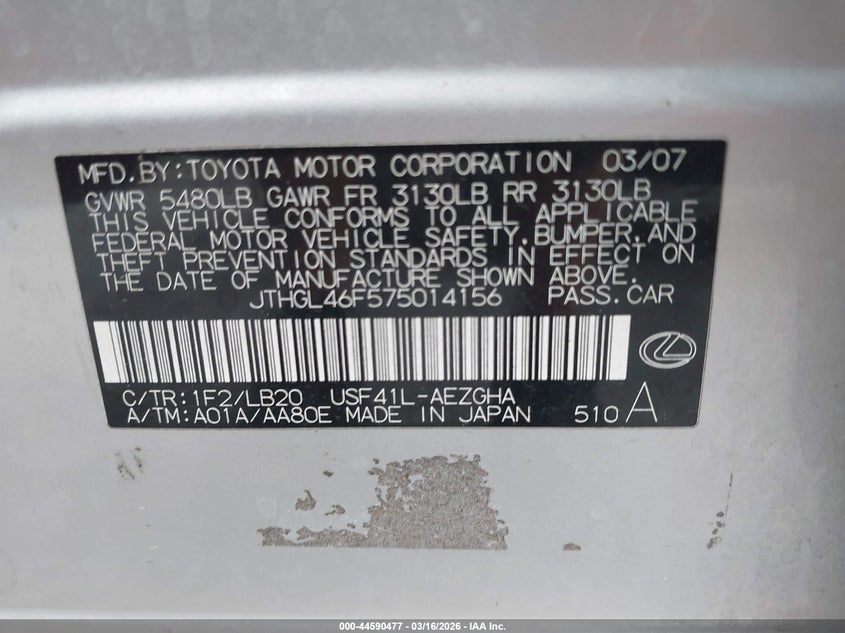 MFD. BY: TOYOTA MOTOR CORPORATION 03/07
GVWR 5480LB GAWR FR 3130LB RR 3130LB
THIS VEHICLE CONFORMS TO ALL APPLICABLE
FEDERAL MOTOR VEHICLE SAFETY, BUMPER, AND
THEFT PREVENTION STANDARDS IN EFFECT ON
THE DATE OF MANUFACTURE SHOWN ABOVE.
JTHGL46F575014156 PASS. CAR
C/TR: 1F2/LB20 USF41L-AEZGHA
A/TM: A01A/AA80E MADE IN JAPAN 510 A
000-44590477 - 03/16/2026 - IAA Inc.